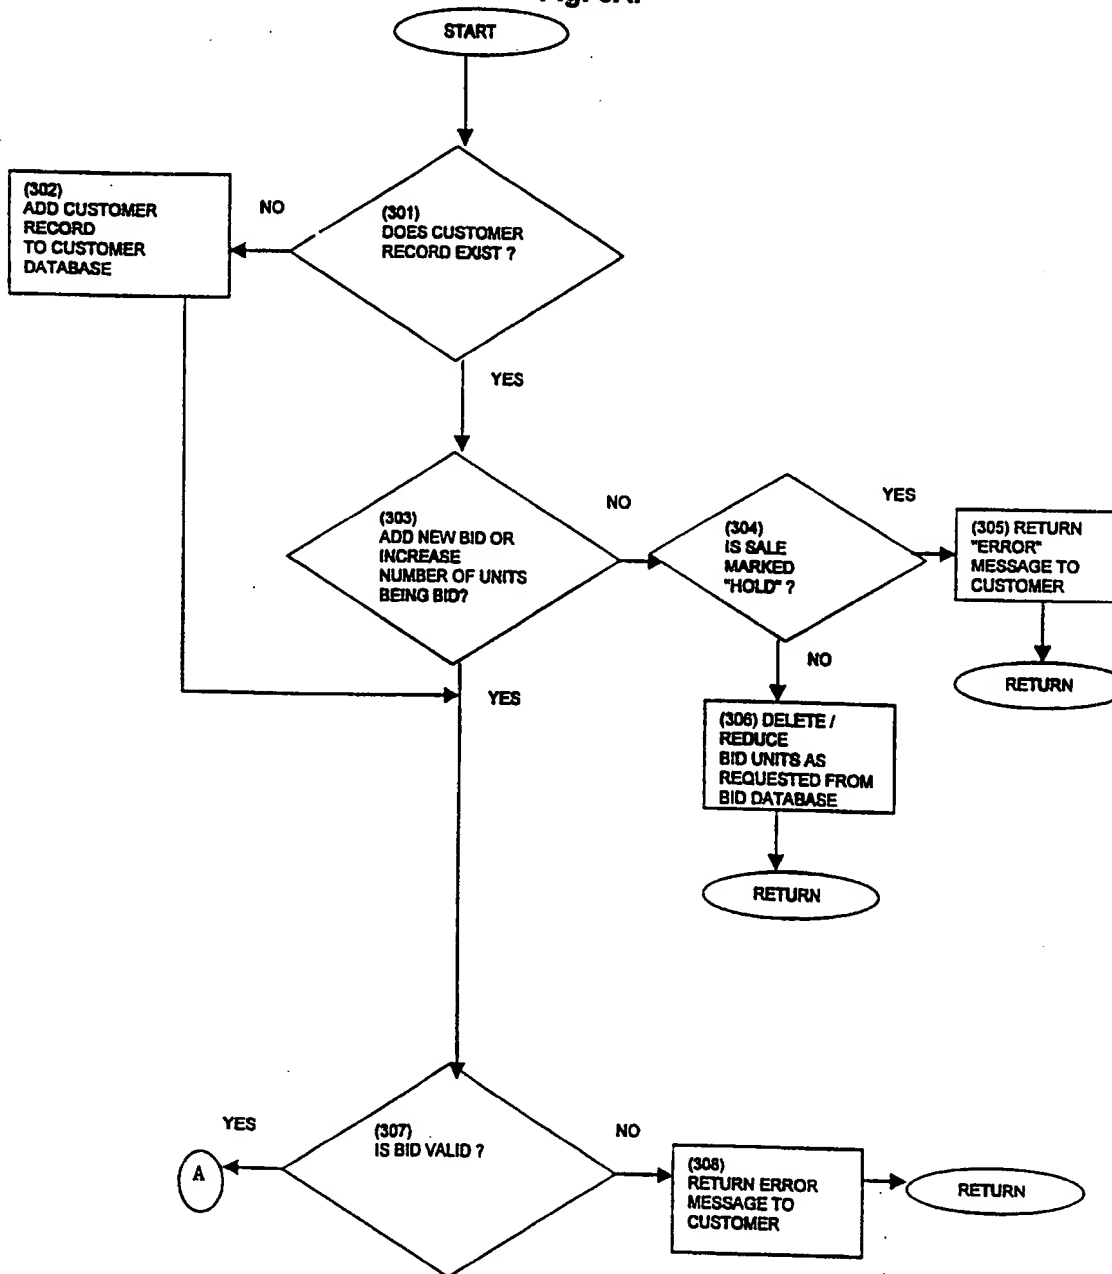 START
(302)
ADD CUSTOMER
RECORD
TO CUSTOMER
DATABASE
NO
(301)
DOES CUSTOMER
RECORD EXIST ?
YES
(303)
ADD NEW BID OR
INCREASE
NUMBER OF UNITS
BEING BID?
NO
(304)
IS SALE
MARKED
"HOLD" ?
YES
(305) RETURN
"ERROR"
MESSAGE TO
CUSTOMER
RETURN
NO
YES
(306) DELETE /
REDUCE
BID UNITS AS
REQUESTED FROM
BID DATABASE
RETURN
YES
A
(307)
IS BID VALID ?
NO
(308)
RETURN ERROR
MESSAGE TO
CUSTOMER
RETURN